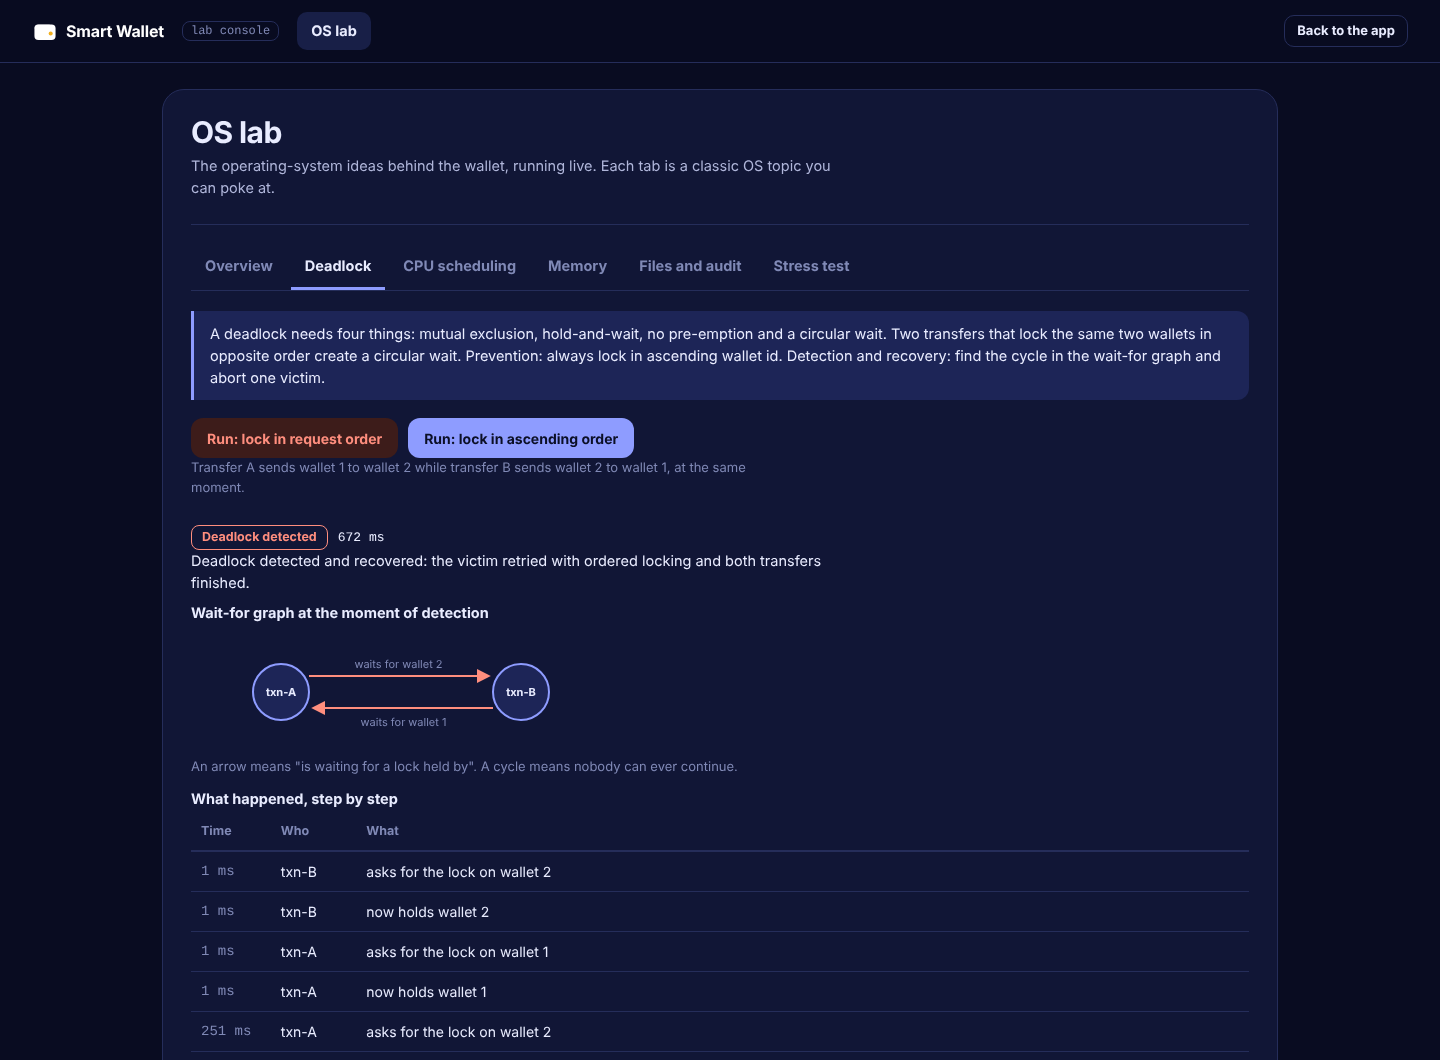 Smart Wallet
lab console
OS lab
Back to the app
OS lab
The operating-system ideas behind the wallet, running live. Each tab is a classic OS topic you
can poke at.
Overview
Deadlock
CPU scheduling
Memory
Files and audit
Stress test
A deadlock needs four things: mutual exclusion, hold-and-wait, no pre-emption and a circular wait. Two transfers that lock the same two wallets in
opposite order create a circular wait. Prevention: always lock in ascending wallet id. Detection and recovery: find the cycle in the wait-for graph and
abort one victim.
Run: lock in request order
Run: lock in ascending order
Transfer A sends wallet 1 to wallet 2 while transfer B sends wallet 2 to wallet 1, at the same
moment.
Deadlock detected
672 ms
Deadlock detected and recovered: the victim retried with ordered locking and both transfers
finished.
Wait-for graph at the moment of detection
waits for wallet 2
txn-A
txn-B
waits for wallet 1
An arrow means "is waiting for a lock held by". A cycle means nobody can ever continue.
What happened, step by step
Time Who What
1 ms txn-B asks for the lock on wallet 2
1 ms txn-B now holds wallet 2
1 ms txn-A asks for the lock on wallet 1
1 ms txn-A now holds wallet 1
251 ms txn-A asks for the lock on wallet 2